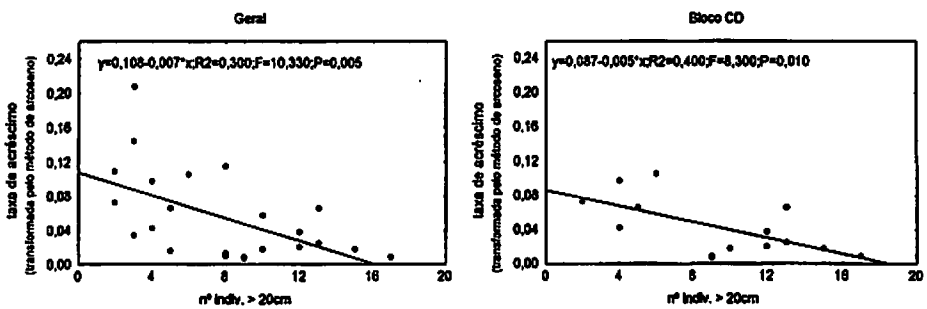 Geral
0,24
y=0,108-0,007*x;R2=0,300;F=10,330;P=0,005
0,20
0,16
0,12
0,08
0,04
0,00
0 4 8 12 16 20
taxa de acréscimo
(transformada pelo método de arcoseno)
nº indiv. > 20cm
Bloco CD
0,24
y=0,087-0,005*x;R2=0,400;F=8,300;P=0,010
0,20
0,16
0,12
0,08
0,04
0,00
0 4 8 12 16 20
taxa de acréscimo
(transformada pelo método de arcoseno)
nº indiv. > 20cm